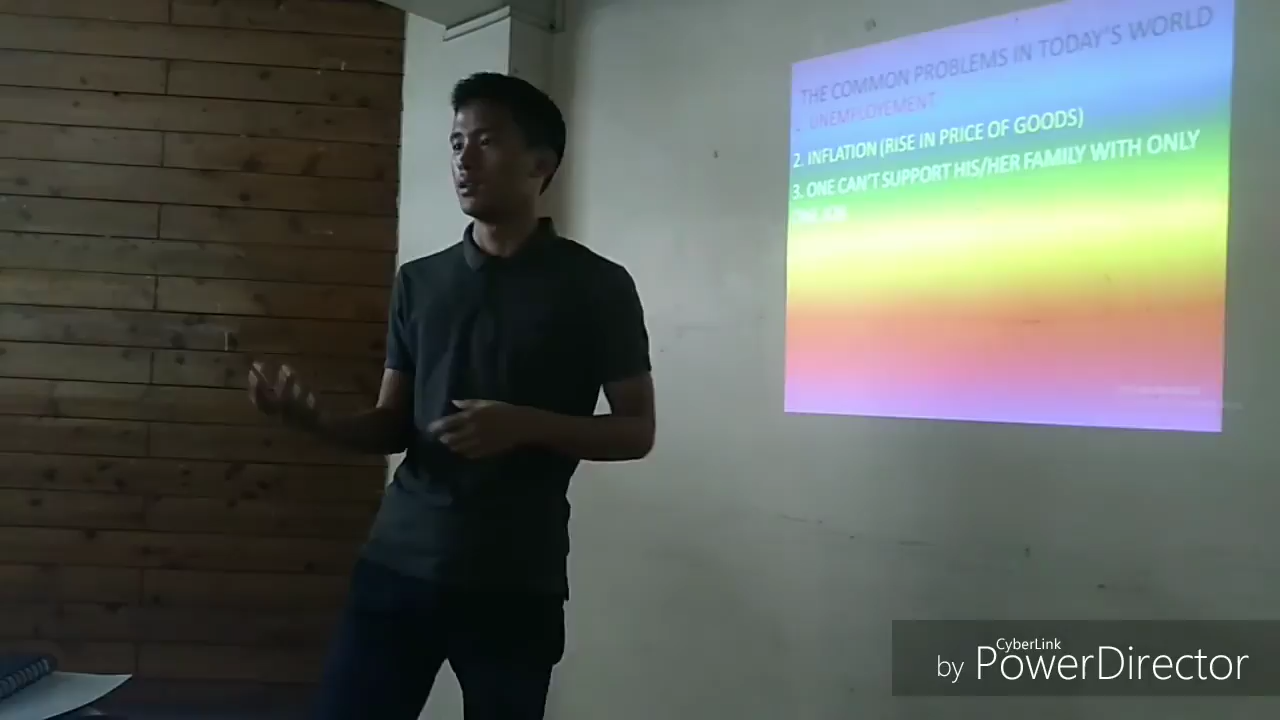 THE COMMON PROBLEMS IN TODAY'S WORLD
UNEMPLOYEMENT
2. INFLATION (RISE IN PRICE OF GOODS)
3. ONE CAN'T SUPPORT HIS/HER FAMILY WITH ONLY
by CyberLink PowerDirector